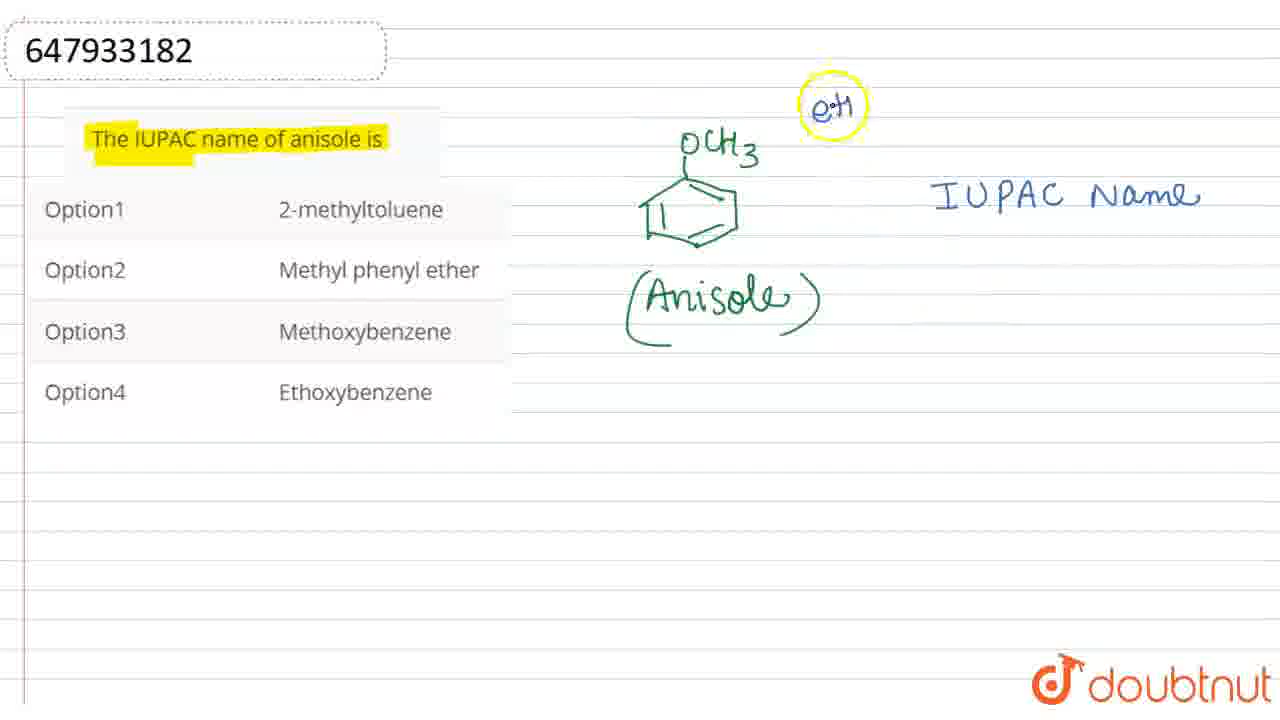 647933182
The IUPAC name of anisole is
Option1 2-methyltoluene
Option2 Methyl phenyl ether
Option3 Methoxybenzene
Option4 Ethoxybenzene
eH
OCH3
IUPAC Name
(Anisole)
doubtnut